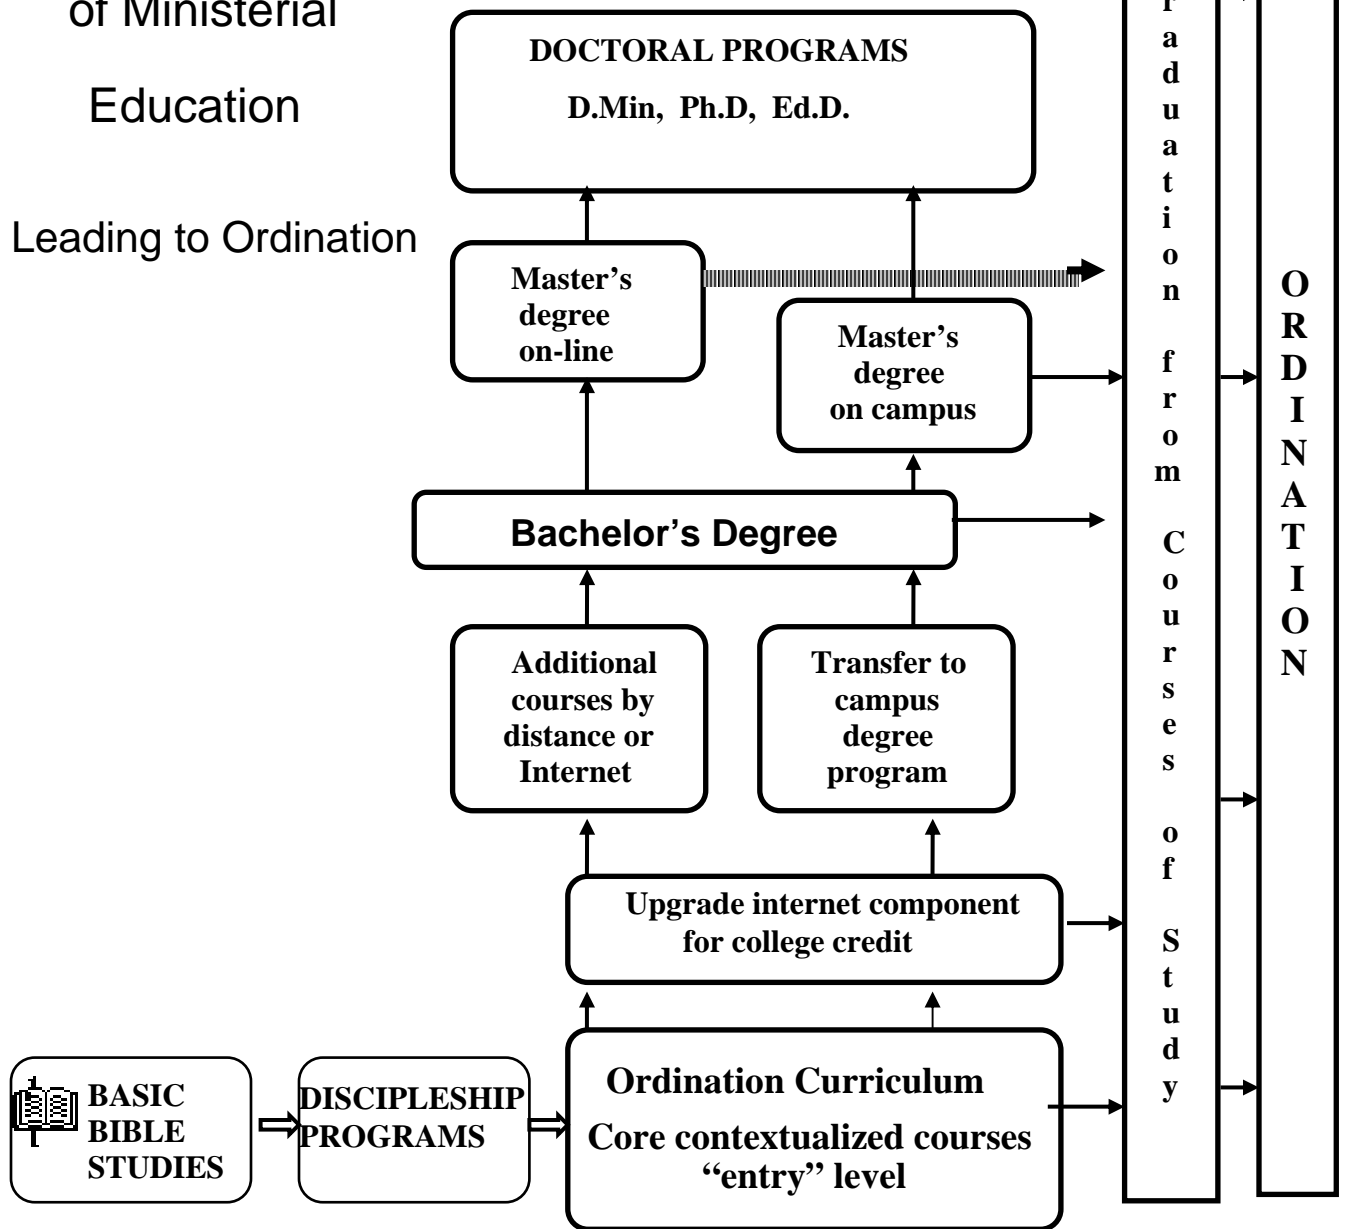 of Ministerial
Education
Leading to Ordination
DOCTORAL PROGRAMS
D.Min, Ph.D, Ed.D.
Master’s
degree
on-line
Master’s
degree
on campus
Bachelor’s Degree
Additional
courses by
distance or
Internet
Transfer to
campus
degree
program
Upgrade internet component
for college credit
BASIC
BIBLE
STUDIES
DISCIPLESHIP
PROGRAMS
Ordination Curriculum
Core contextualized courses
“entry” level
raduation from Courses of Study
ORDINATION